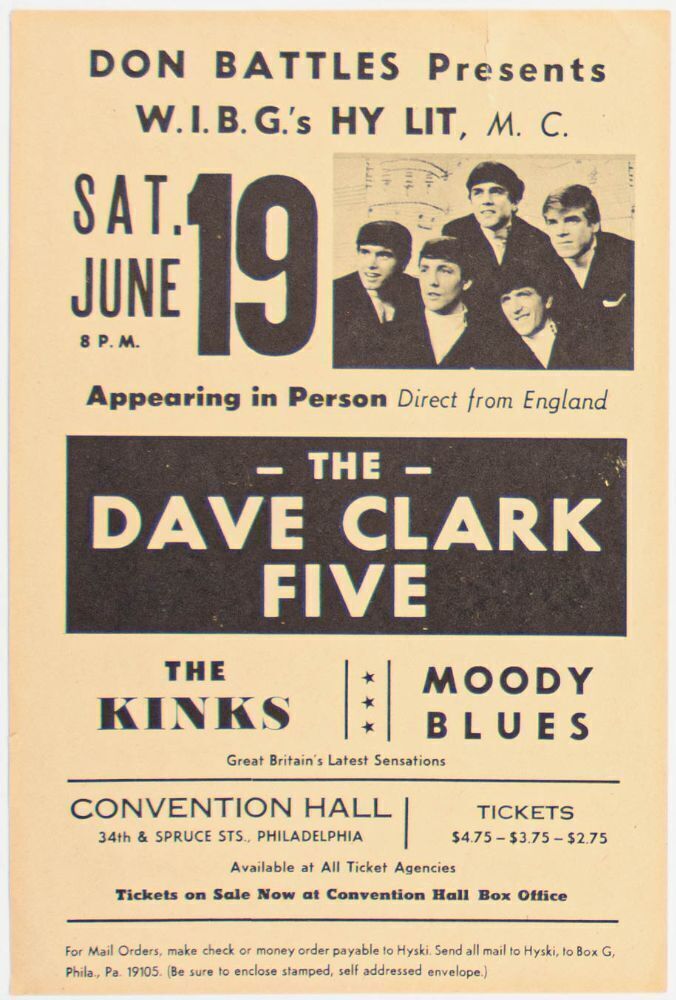 DON BATTLES Presents
W.I.B.G.'s HY LIT, M. C.
SAT. 19
JUNE
8 P. M.
Appearing in Person Direct from England
– THE –
DAVE CLARK
FIVE
THE
KINKS
MOODY
BLUES
Great Britain's Latest Sensations
CONVENTION HALL
34th & SPRUCE STS., PHILADELPHIA
TICKETS
$4.75 – $3.75 – $2.75
Available at All Ticket Agencies
Tickets on Sale Now at Convention Hall Box Office
For Mail Orders, make check or money order payable to Hyski. Send all mail to Hyski, to Box G,
Phila., Pa. 19105. (Be sure to enclose stamped, self addressed envelope.)